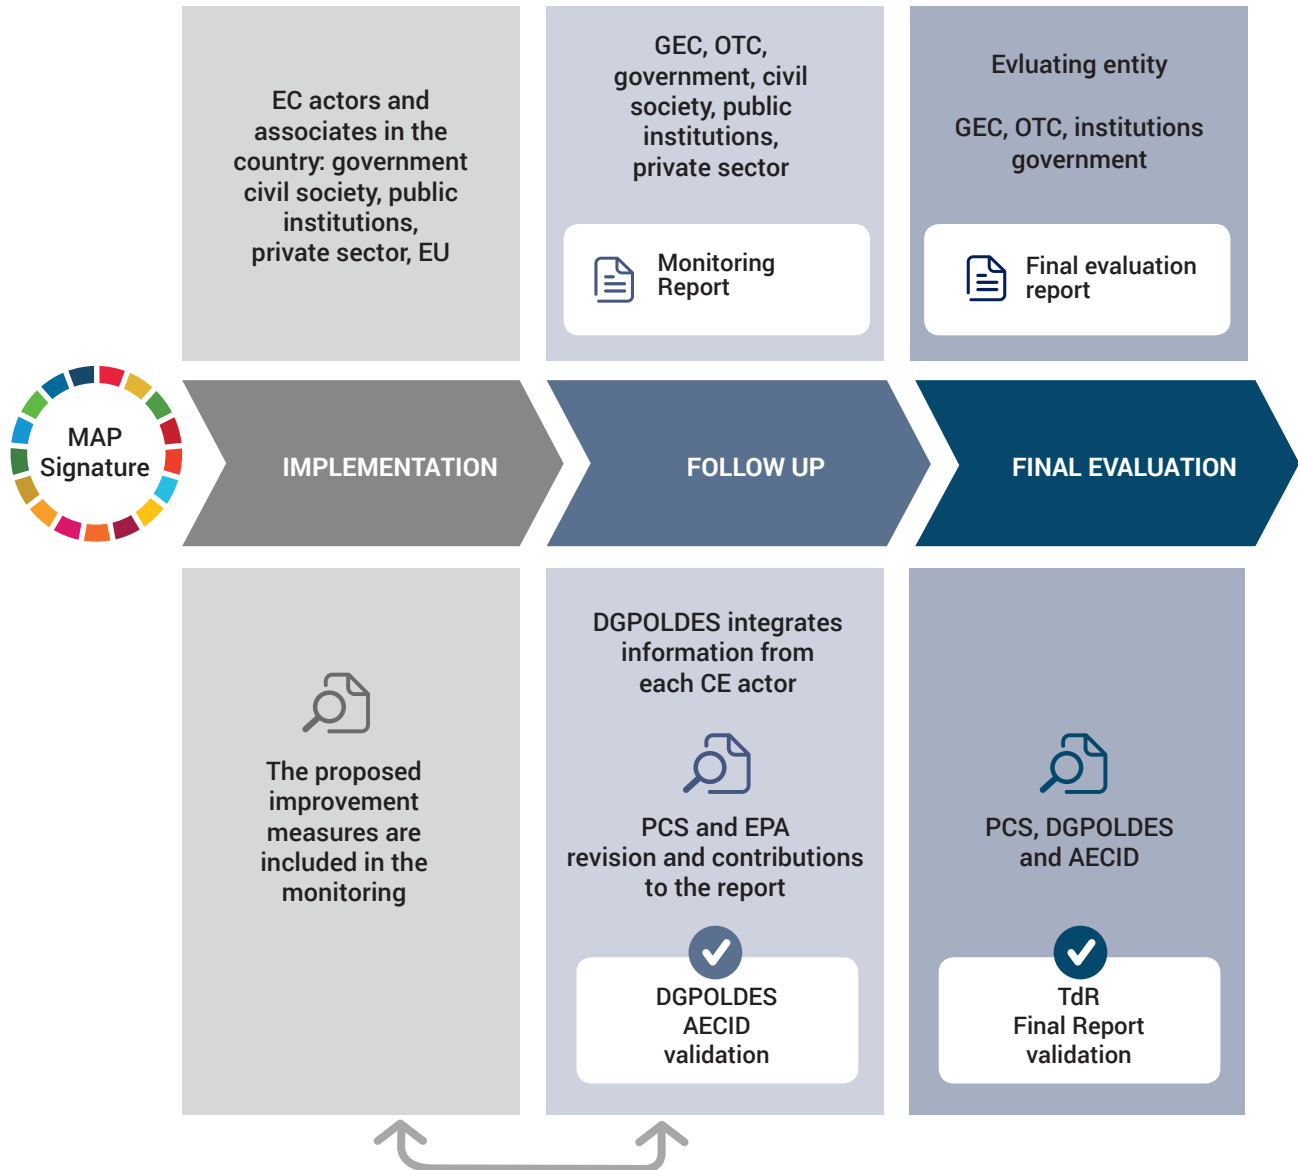 EC actors and
associates in the
country: government
civil society, public
institutions,
private sector, EU
GEC, OTC,
government, civil
society, public
institutions,
private sector
Monitoring
Report
Evluating entity
GEC, OTC, institutions
government
Final evaluation
report
MAP
Signature
IMPLEMENTATION
FOLLOW UP
FINAL EVALUATION
The proposed
improvement
measures are
included in the
monitoring
DGPOLDES integrates
information from
each CE actor
PCS and EPA
revision and contributions
to the report
DGPOLDES
AECID
validation
PCS, DGPOLDES
and AECID
TdR
Final Report
validation